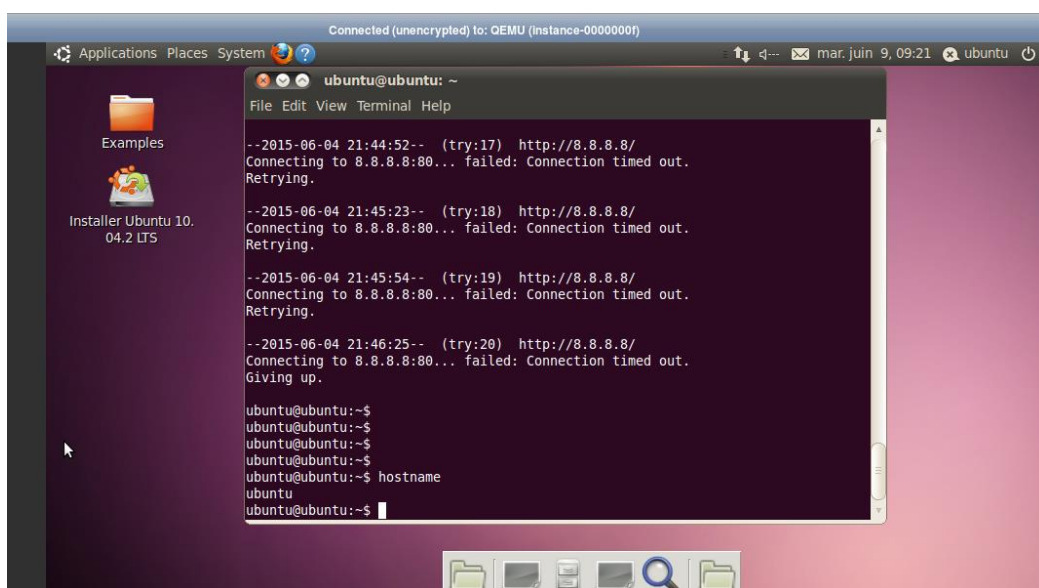 Connected (unencrypted) to: QEMU (instance-0000000f)
Applications Places System mar. juin 9, 09:21 ubuntu
ubuntu@ubuntu: ~
File Edit View Terminal Help
Examples
Installer Ubuntu 10.
04.2 LTS
--2015-06-04 21:44:52-- (try:17) http://8.8.8.8/
Connecting to 8.8.8.8:80... failed: Connection timed out.
Retrying.
--2015-06-04 21:45:23-- (try:18) http://8.8.8.8/
Connecting to 8.8.8.8:80... failed: Connection timed out.
Retrying.
--2015-06-04 21:45:54-- (try:19) http://8.8.8.8/
Connecting to 8.8.8.8:80... failed: Connection timed out.
Retrying.
--2015-06-04 21:46:25-- (try:20) http://8.8.8.8/
Connecting to 8.8.8.8:80... failed: Connection timed out.
Giving up.
ubuntu@ubuntu:~$
ubuntu@ubuntu:~$
ubuntu@ubuntu:~$
ubuntu@ubuntu:~$
ubuntu@ubuntu:~$ hostname
ubuntu
ubuntu@ubuntu:~$